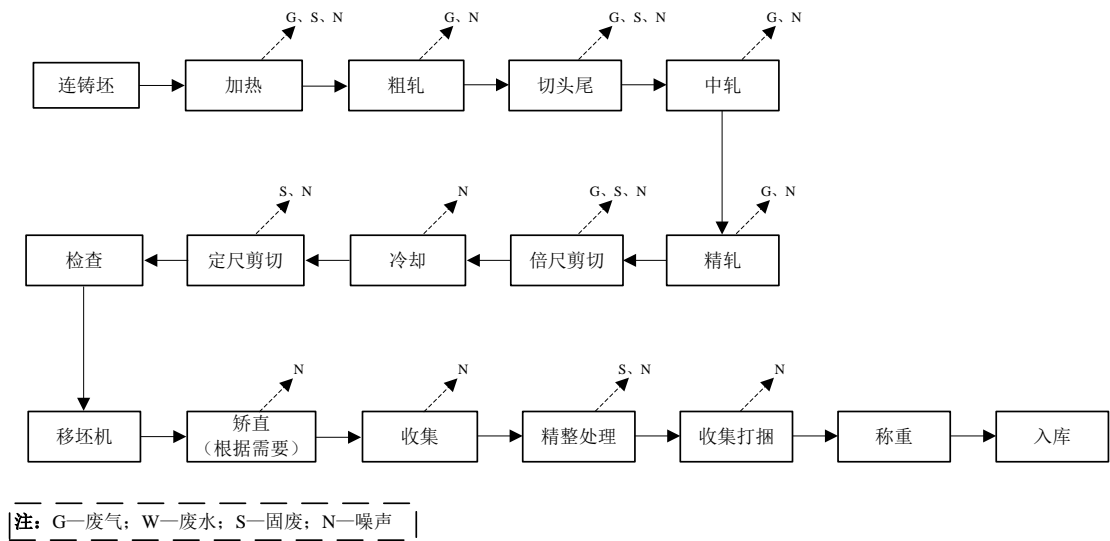 G、S、N
G、N
G、S、N
G、N
连铸坯
加热
粗轧
切头尾
中轧
S、N
N
G、S、N
G、N
检查
定尺剪切
冷却
倍尺剪切
精轧
N
N
S、N
N
移坯机
矫直
（根据需要）
收集
精整处理
收集打捆
称重
入库
注：G—废气；W—废水；S—固废；N—噪声